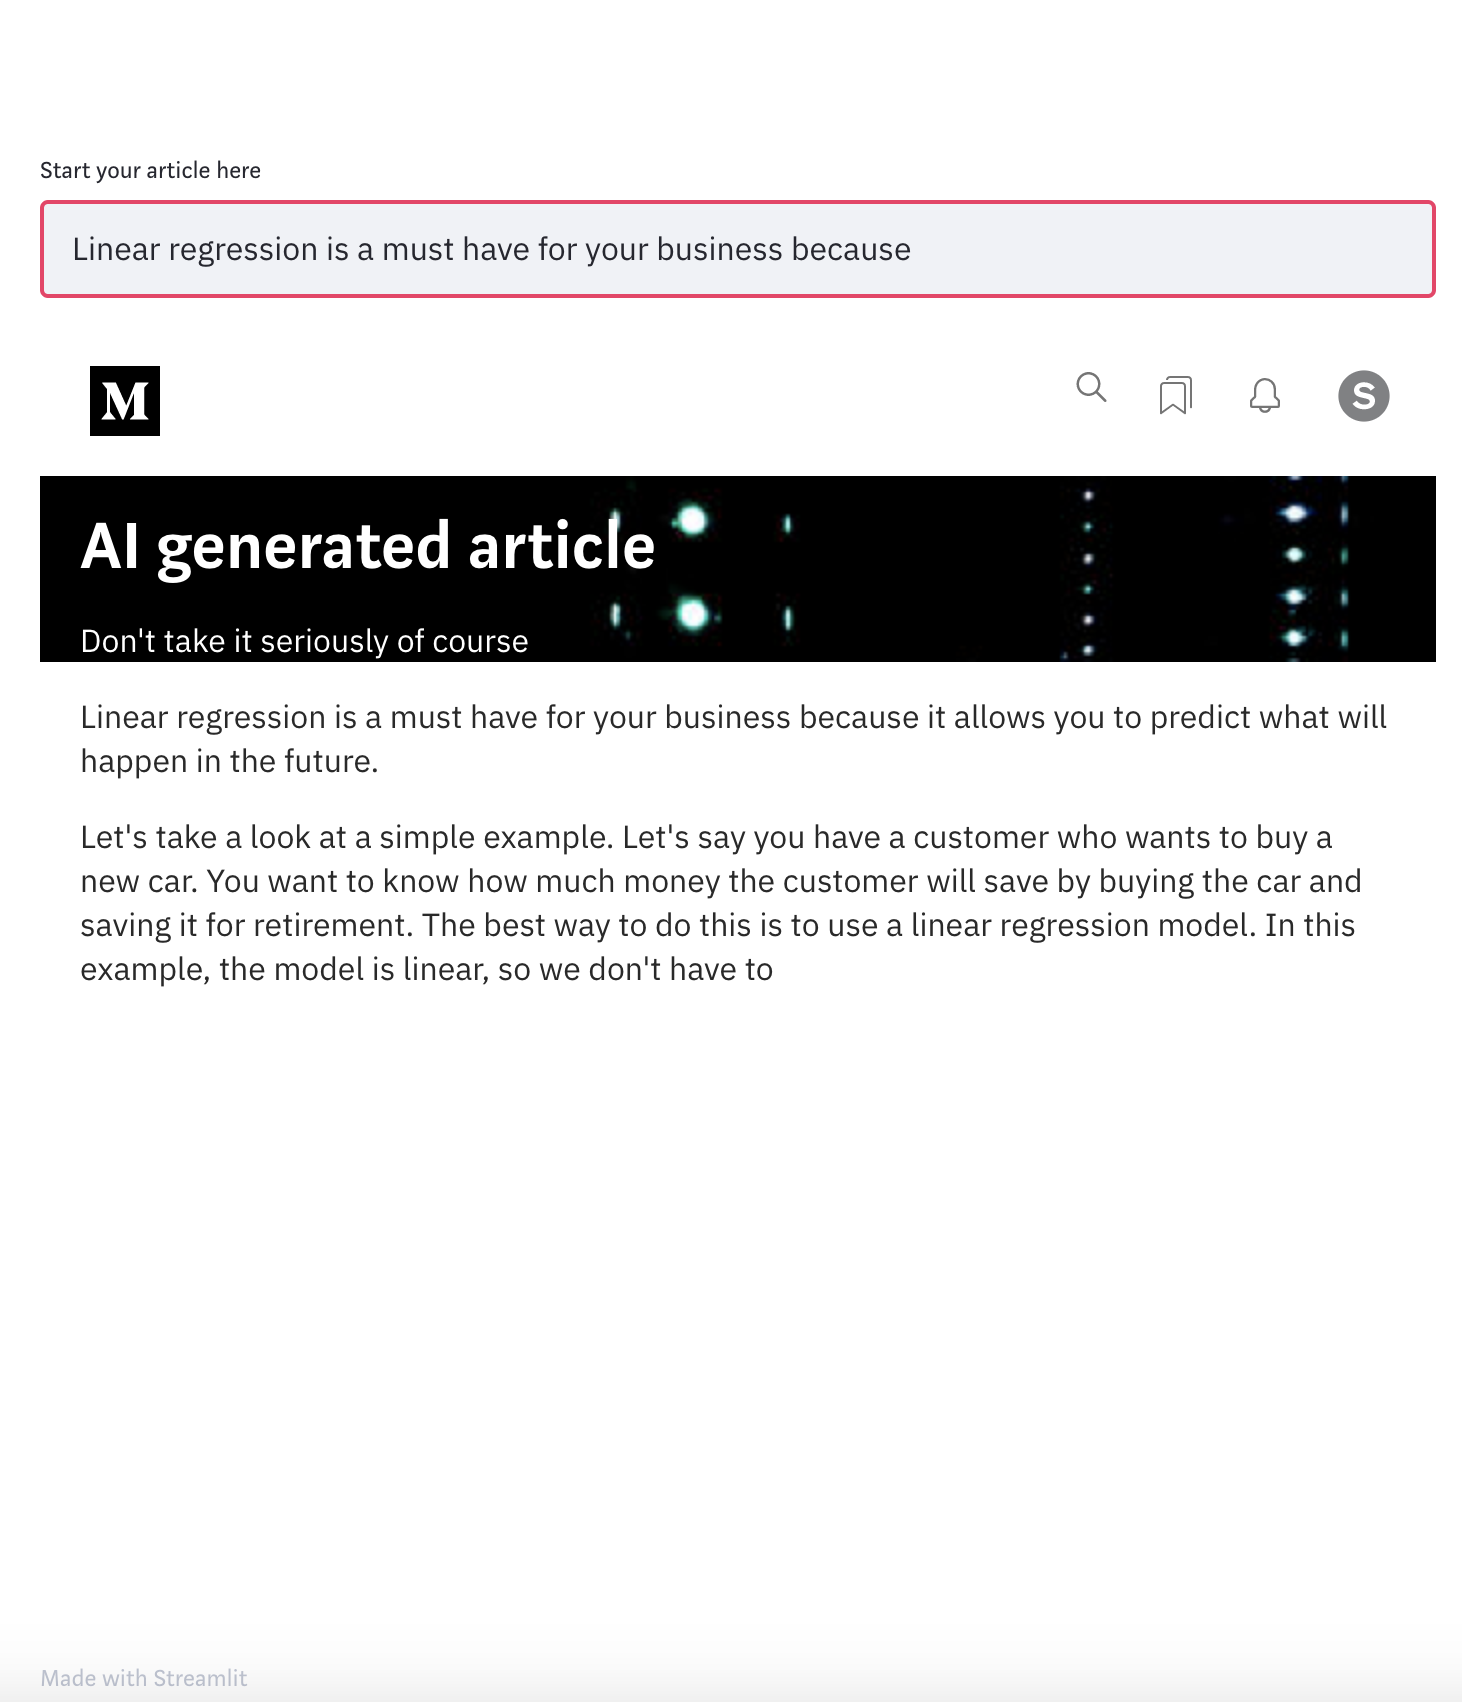 Start your article here
Linear regression is a must have for your business because
M
S
AI generated article
Don't take it seriously of course
Linear regression is a must have for your business because it allows you to predict what will
happen in the future.
Let's take a look at a simple example. Let's say you have a customer who wants to buy a
new car. You want to know how much money the customer will save by buying the car and
saving it for retirement. The best way to do this is to use a linear regression model. In this
example, the model is linear, so we don't have to
Made with Streamlit